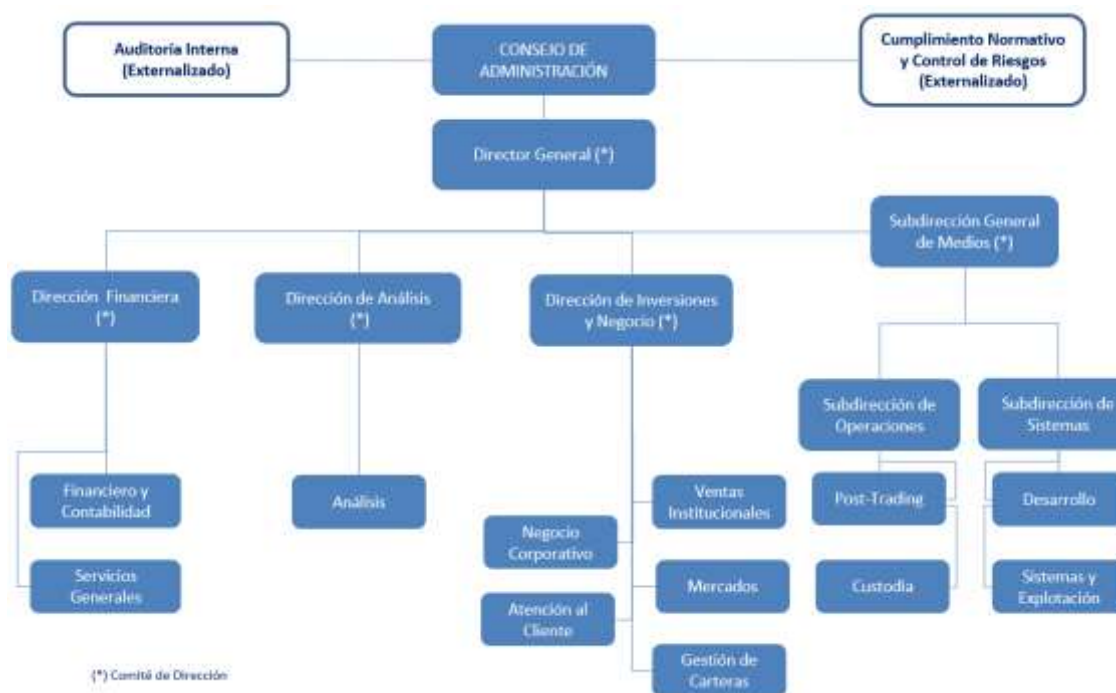 Auditoría Interna
(Externalizado)
CONSEJO DE
ADMINISTRACIÓN
Cumplimiento Normativo
y Control de Riesgos
(Externalizado)
Director General (*)
Subdirección General
de Medios (*)
Dirección Financiera
(*)
Dirección de Análisis
(*)
Dirección de Inversiones
y Negocio (*)
Subdirección de
Operaciones
Subdirección de
Sistemas
Financiero y
Contabilidad
Análisis
Ventas
Institucionales
Post-Trading
Desarrollo
Negocio
Corporativo
Servicios
Generales
Mercados
Custodia
Sistemas y
Explotación
Atención al
Cliente
Gestión de
Carteras
(*) Comité de Dirección